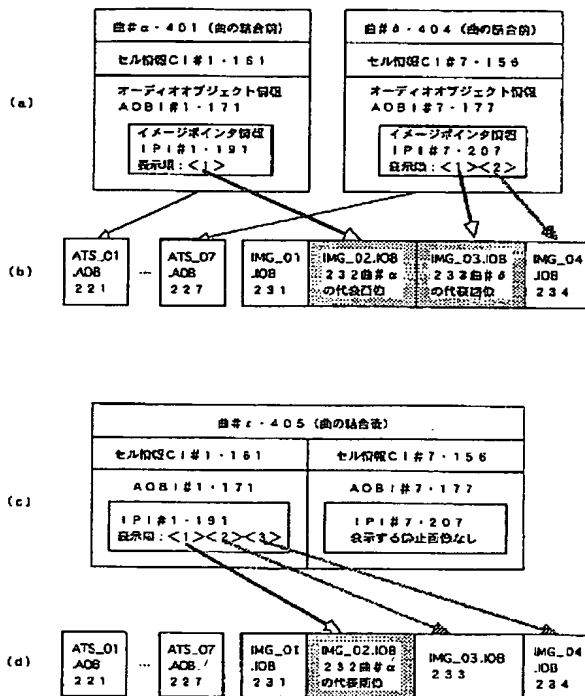 (a)
曲#α・401 (曲の結合前)
セル情報CI#1・161
オーディオオブジェクト情報
AOBI#1・171
イメージポインタ情報
IPI#1・191
表示順:<1>
曲#δ・404 (曲の結合前)
セル情報CI#7・156
オーディオオブジェクト情報
AOBI#7・177
イメージポインタ情報
IPI#7・207
表示順:<1><2>
(b)
ATS_01
.AOB
221
…
ATS_07
.AOB
227
IMG_01
.IOB
231
IMG_02.IOB
232曲#α
の代表画像
IMG_03.IOB
233曲#δ
の代表画像
IMG_04
.IOB
234
(c)
曲#ε・405 (曲の結合後)
セル情報CI#1・161
セル情報CI#7・156
AOBI#1・171
IPI#1・191
表示順:<1><2><3>
AOBI#7・177
IPI#7・207
表示する静止画像なし
(d)
ATS_01
.AOB
221
…
ATS_07
.AOB
227
IMG_01
.IOB
231
IMG_02.IOB
232曲#α
の代表画像
IMG_03.IOB
233
IMG_04
.IOB
234